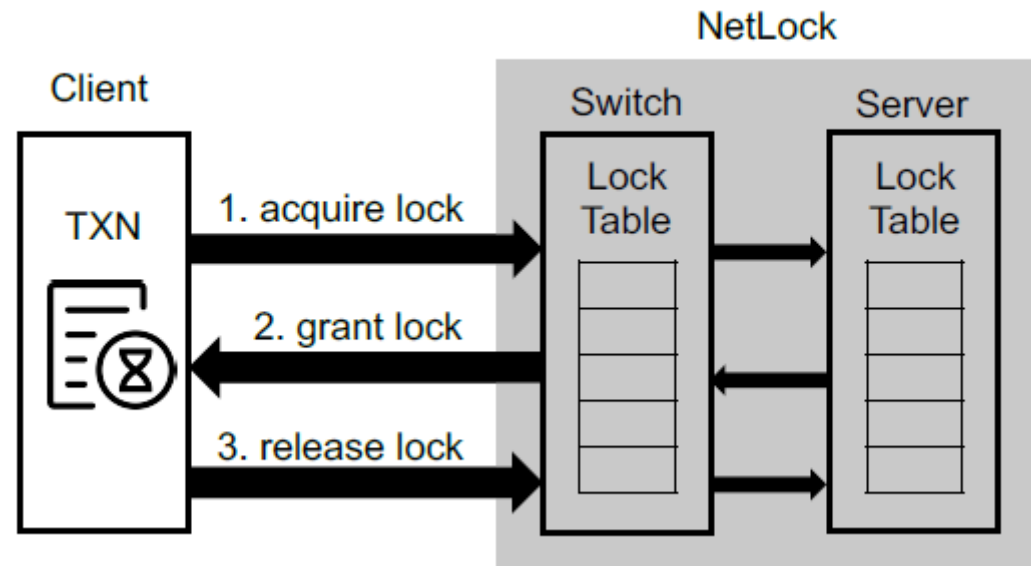 NetLock
Client
Switch
Server
TXN
Lock
Table
Lock
Table
1. acquire lock
2. grant lock
3. release lock